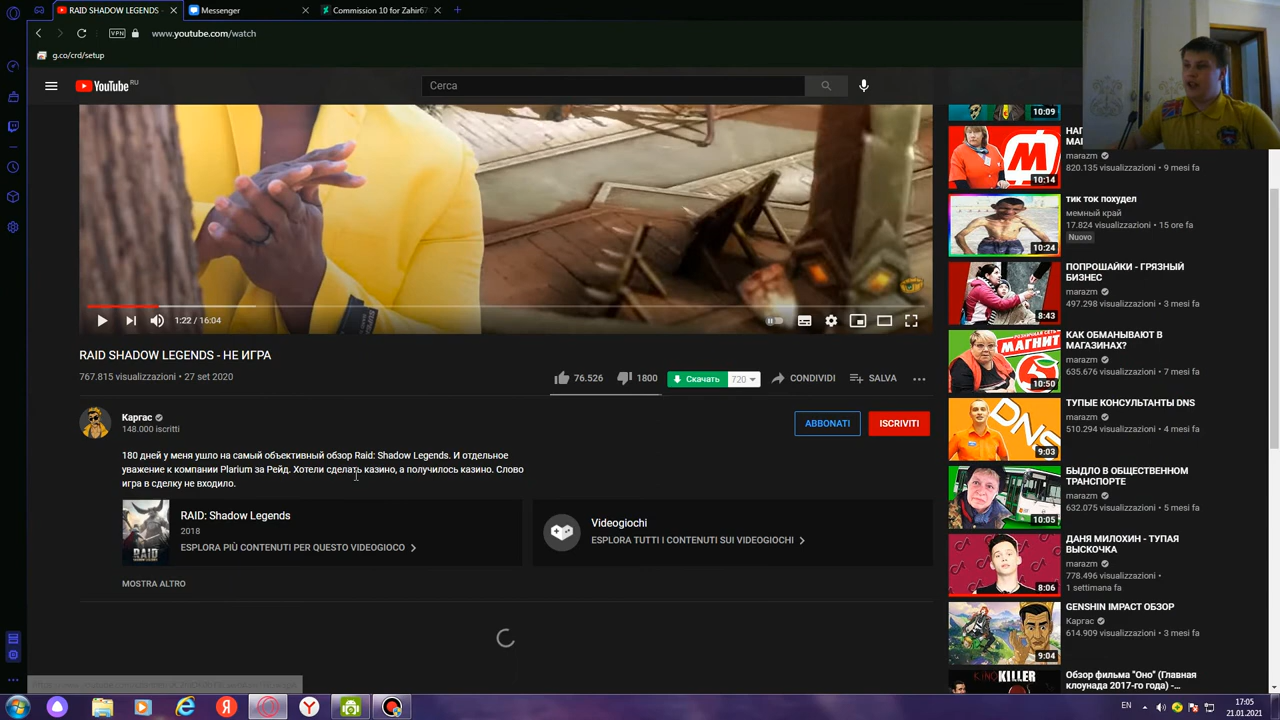 RAID SHADOW LEGENDS -
Messenger
Commission 10 for Zahir67
VPN
www.youtube.com/watch
g.co/crd/setup
YouTube RU
Cerca
1:22 / 16:04
RAID SHADOW LEGENDS - НЕ ИГРА
767.815 visualizzazioni • 27 set 2020
76.526
1800
Скачать
720
CONDIVIDI
SALVA
Каргас
148.000 iscritti
ABBONATI
ISCRIVITI
180 дней у меня ушло на самый объективный обзор Raid: Shadow Legends. И отдельное
уважение к компании Plarium за Рейд. Хотели сделать казино, а получилось казино. Слово
игра в сделку не входило.
RAID
RAID: Shadow Legends
2018
ESPLORA PIÙ CONTENUTI PER QUESTO VIDEOGIOCO
Videogiochi
ESPLORA TUTTI I CONTENUTI SUI VIDEOGIOCHI
MOSTRA ALTRO
10:09
М
10:14
marazm
820.135 visualizzazioni • 9 mesi fa
10:24
тик ток похудел
мемный край
17.824 visualizzazioni • 15 ore fa
Nuovo
8:43
ПОПРОШАЙКИ - ГРЯЗНЫЙ
БИЗНЕС
marazm
497.298 visualizzazioni • 3 mesi fa
МАГНИТ
5
10:50
КАК ОБМАНЫВАЮТ В
МАГАЗИНАХ?
marazm
635.676 visualizzazioni • 7 mesi fa
DNS
9:03
ТУПЫЕ КОНСУЛЬТАНТЫ DNS
marazm
510.294 visualizzazioni • 4 mesi fa
10:05
БЫДЛО В ОБЩЕСТВЕННОМ
ТРАНСПОРТЕ
marazm
632.075 visualizzazioni • 5 mesi fa
8:06
ДАНЯ МИЛОХИН - ТУПАЯ
ВЫСКОЧКА
marazm
778.496 visualizzazioni •
1 settimana fa
9:04
GENSHIN IMPACT ОБЗОР
Каргас
614.909 visualizzazioni • 3 mesi fa
KINOKILLER
Обзор фильма "Оно" (Главная
клоунада 2017-го года) -...
EN
17:05
21.01.2021